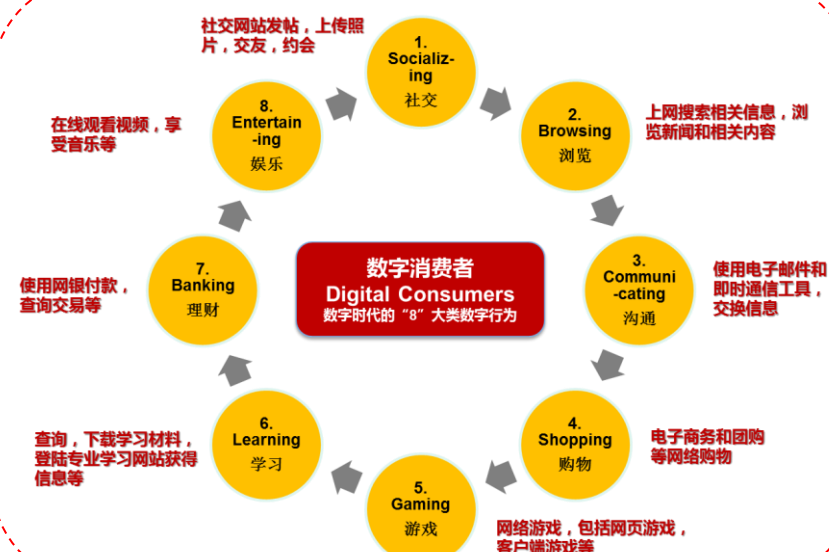 社交网站发帖，上传照
片，交友，约会
1.
Socializ-
ing
社交
2.
Browsing
浏览
上网搜索相关信息，浏
览新闻和相关内容
3.
Communi
-cating
沟通
使用电子邮件和
即时通信工具，
交换信息
4.
Shopping
购物
电子商务和团购
等网络购物
5.
Gaming
游戏
网络游戏，包括网页游戏，
客户端游戏等
6.
Learning
学习
查询，下载学习材料，
登陆专业学习网站获得
信息等
7.
Banking
理财
使用网银付款，
查询交易等
8.
Entertain
-ing
娱乐
在线观看视频，享
受音乐等
数字消费者
Digital Consumers
数字时代的“8”大类数字行为